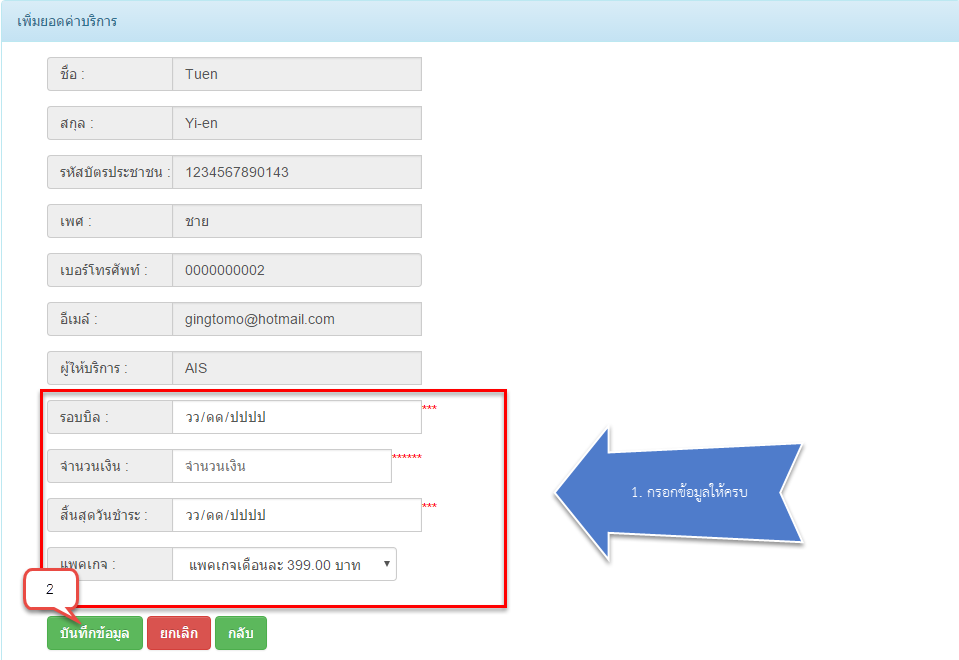 เพิ่มยอดค่าบริการ
ชื่อ : Tuen
สกุล : Yi-en
รหัสบัตรประชาชน : 1234567890143
เพศ : ชาย
เบอร์โทรศัพท์ : 0000000002
อีเมล์ : gingtomo@hotmail.com
ผู้ให้บริการ : AIS
รอบบิล : วว/ดด/ปปปป ***
จำนวนเงิน : จำนวนเงิน ******
1. กรอกข้อมูลให้ครบ
สิ้นสุดวันชำระ : วว/ดด/ปปปป ***
แพคเกจ : แพคเกจเดือนละ 399.00 บาท
2
บันทึกข้อมูล ยกเลิก กลับ